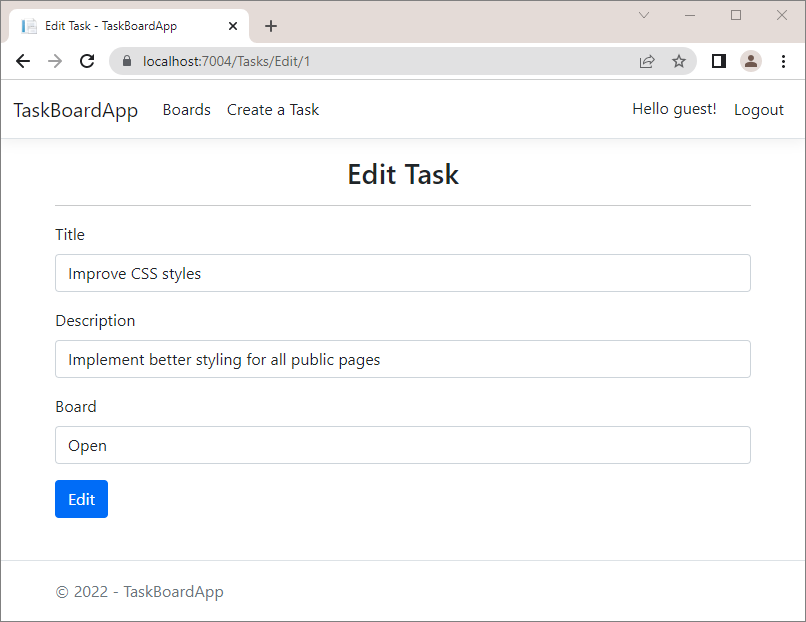 Edit Task - TaskBoardApp
localhost:7004/Tasks/Edit/1
TaskBoardApp Boards Create a Task Hello guest! Logout
Edit Task
Title
Improve CSS styles
Description
Implement better styling for all public pages
Board
Open
Edit
© 2022 - TaskBoardApp